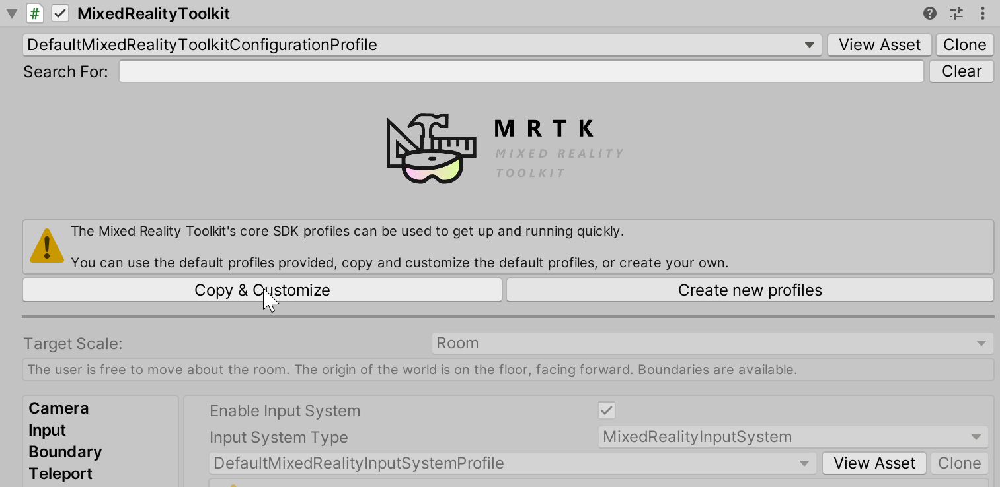 MixedRealityToolkit
DefaultMixedRealityToolkitConfigurationProfile View Asset Clone
Search For: Clear
MRTK
MIXED REALITY
TOOLKIT
The Mixed Reality Toolkit's core SDK profiles can be used to get up and running quickly.
You can use the default profiles provided, copy and customize the default profiles, or create your own.
Copy & Customize Create new profiles
Target Scale: Room
The user is free to move about the room. The origin of the world is on the floor, facing forward. Boundaries are available.
Camera
Input
Boundary
Teleport
Enable Input System
Input System Type MixedRealityInputSystem
DefaultMixedRealityInputSystemProfile View Asset Clone